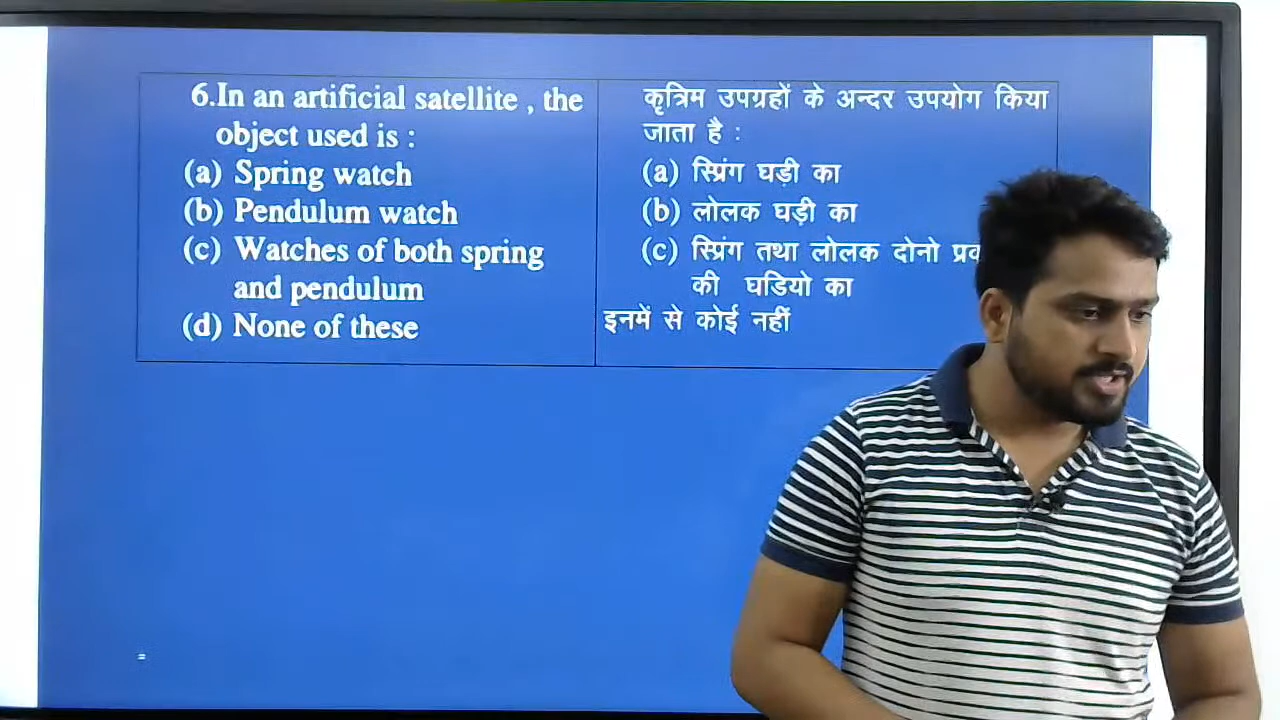 6.In an artificial satellite , the
object used is :
(a) Spring watch
(b) Pendulum watch
(c) Watches of both spring
and pendulum
(d) None of these
कृत्रिम उपग्रहों के अन्दर उपयोग किया
जाता है :
(a) स्प्रिंग घड़ी का
(b) लोलक घड़ी का
(c) स्प्रिंग तथा लोलक दोनो
की घडियो का
इनमें से कोई नहीं
=